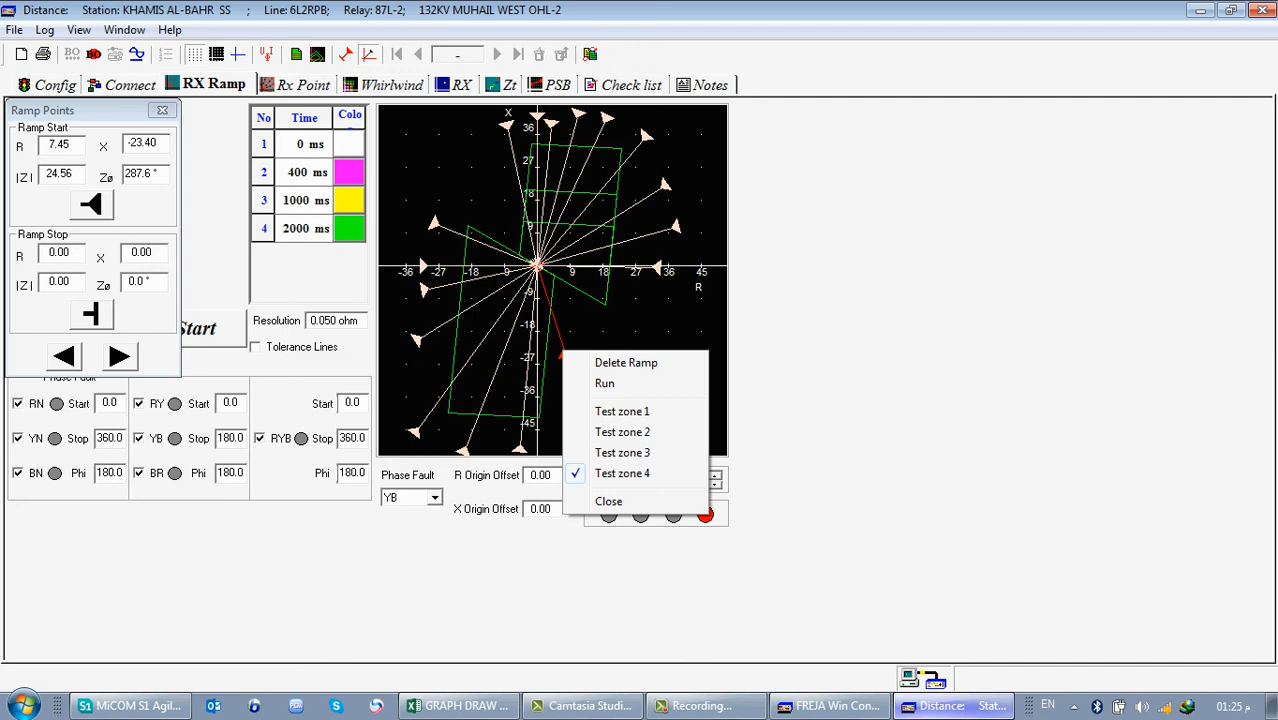 Distance:   Station: KHAMIS AL-BAHR  SS    ;   Line: 6L2RPB;   Relay: 87L-2;    132KV MUHAIL WEST OHL-2
File Log View Window Help
BO
-
Config Connect RX Ramp Rx Point Whirlwind RX Zt PSB Check list Notes
Ramp Points
Ramp Start
R 7.45 X -23.40
|Z| 24.56 Zø 287.6 °
Ramp Stop
R 0.00 X 0.00
|Z| 0.00 Zø 0.0 °
No Time Colo
1 0 ms
2 400 ms
3 1000 ms
4 2000 ms
Start
Resolution 0.050 ohm
Tolerance Lines
X
36
27
18
9
-36 -27 -18 -9 9 18 27 36 45
R
-9
-18
-27
-36
-45
Delete Ramp
Run
Test zone 1
Test zone 2
Test zone 3
Test zone 4
Close
Phase Fault
RN Start 0.0 RY Start 0.0 Start 0.0
YN Stop 360.0 YB Stop 180.0 RYB Stop 360.0
BN Phi 180.0 BR Phi 180.0 Phi 180.0
Phase Fault R Origin Offset 0.00
YB
X Origin Offset 0.00
S1 MiCOM S1 Agil... GRAPH DRAW ... Camtasia Studi... Recording... FREJA Win Con... Distance: Stat... EN 01:25 م